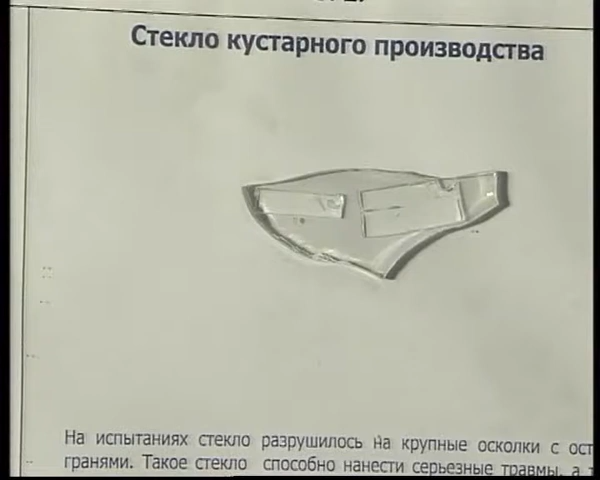 Стекло кустарного производства
На испытаниях стекло разрушилось на крупные осколки с
гранями. Такое стекло способно нанести серьезные травмы, а